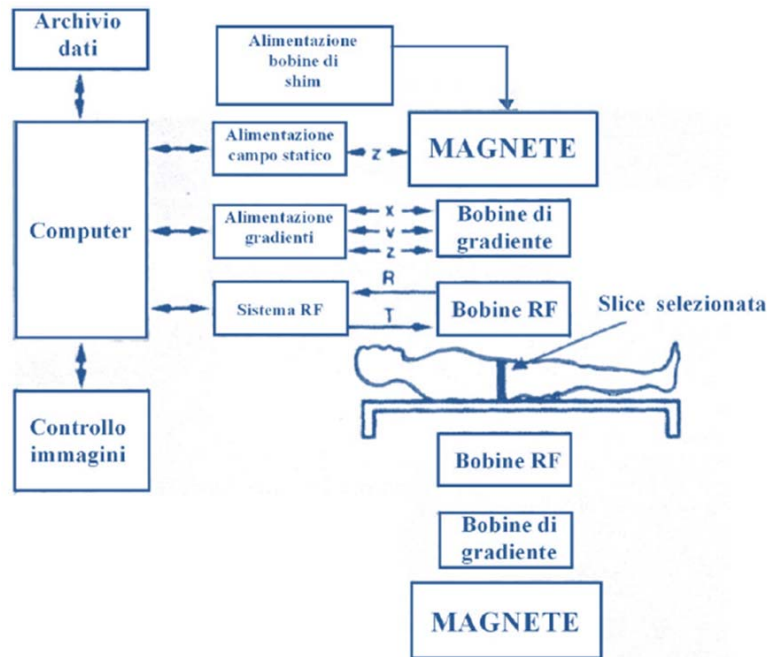 Archivio
dati
Alimentazione
bobine di
shim
Computer
Alimentazione
campo statico
Z
MAGNETE
Alimentazione
gradienti
X
Y
Z
Bobine di
gradiente
Sistema RF
R
T
Bobine RF
Slice selezionata
Controllo
immagini
Bobine RF
Bobine di
gradiente
MAGNETE